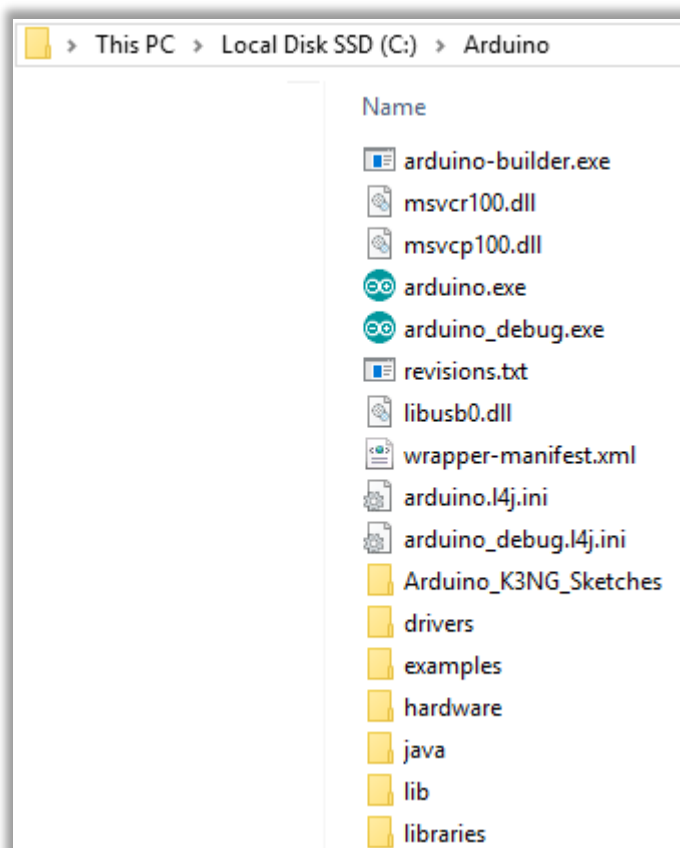 This PC > Local Disk SSD (C:) > Arduino
Name
arduino-builder.exe
msvcr100.dll
msvcp100.dll
arduino.exe
arduino_debug.exe
revisions.txt
libusb0.dll
wrapper-manifest.xml
arduino.l4j.ini
arduino_debug.l4j.ini
Arduino_K3NG_Sketches
drivers
examples
hardware
java
lib
libraries